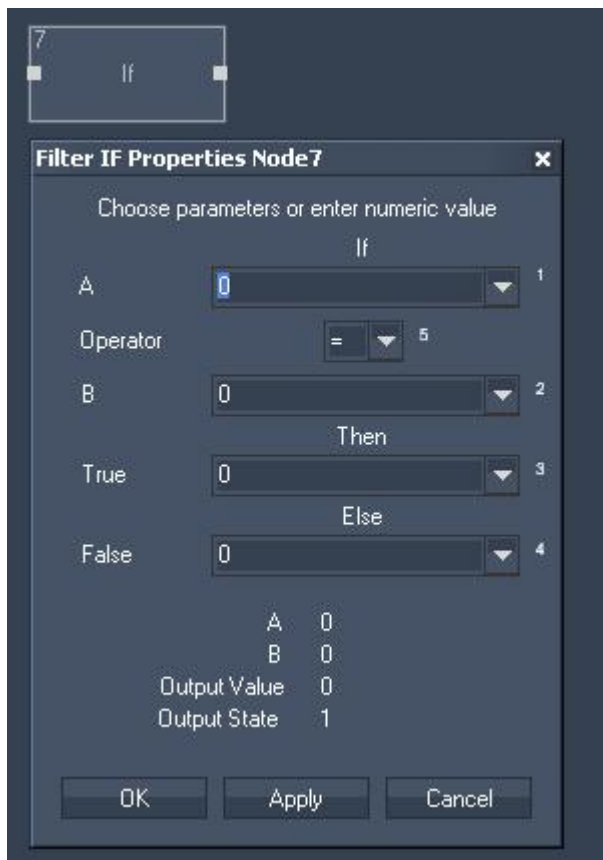 7
If
Filter IF Properties Node7 x
Choose parameters or enter numeric value
If
A 0 1
Operator = 5
B 0 2
Then
True 0 3
Else
False 0 4
A 0
B 0
Output Value 0
Output State 1
OK Apply Cancel